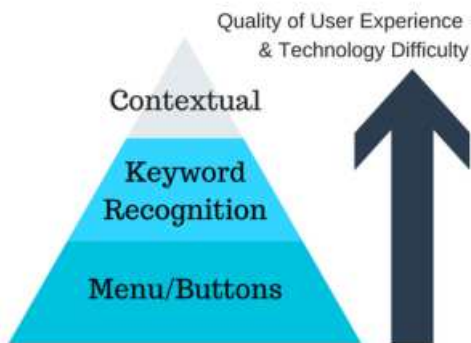 Quality of User Experience
& Technology Difficulty
Contextual
Keyword
Recognition
Menu/Buttons